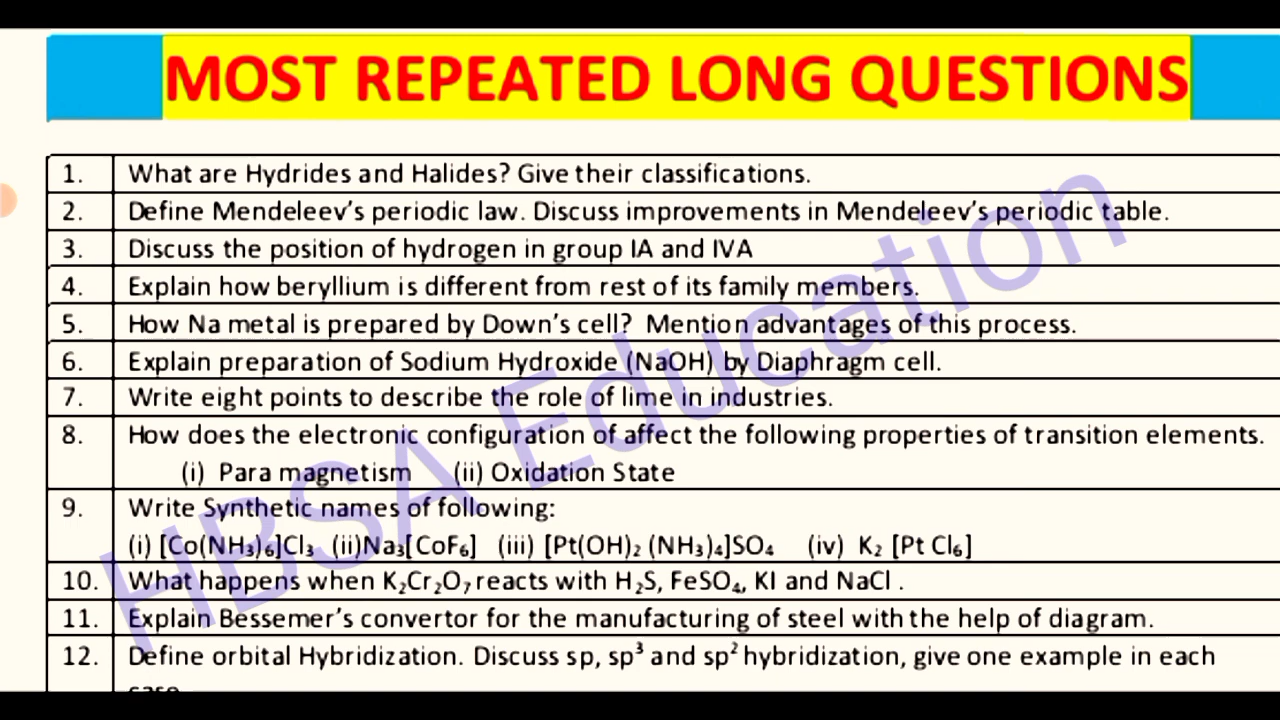 MOST REPEATED LONG QUESTIONS
1. What are Hydrides and Halides? Give their classifications.
2. Define Mendeleev's periodic law. Discuss improvements in Mendeleev's periodic table.
3. Discuss the position of hydrogen in group IA and IVA
4. Explain how beryllium is different from rest of its family members.
5. How Na metal is prepared by Down's cell? Mention advantages of this process.
6. Explain preparation of Sodium Hydroxide (NaOH) by Diaphragm cell.
7. Write eight points to describe the role of lime in industries.
8. How does the electronic configuration of affect the following properties of transition elements.
(i) Para magnetism (ii) Oxidation State
9. Write Synthetic names of following:
(i) [Co(NH₃)₆]Cl₃ (ii)Na₃[CoF₆] (iii) [Pt(OH)₂ (NH₃)₄]SO₄ (iv) K₂ [Pt Cl₆]
10. What happens when K₂Cr₂O₇ reacts with H₂S, FeSO₄, KI and NaCl .
11. Explain Bessemer's convertor for the manufacturing of steel with the help of diagram.
12. Define orbital Hybridization. Discuss sp, sp³ and sp² hybridization, give one example in each
HBSA Education